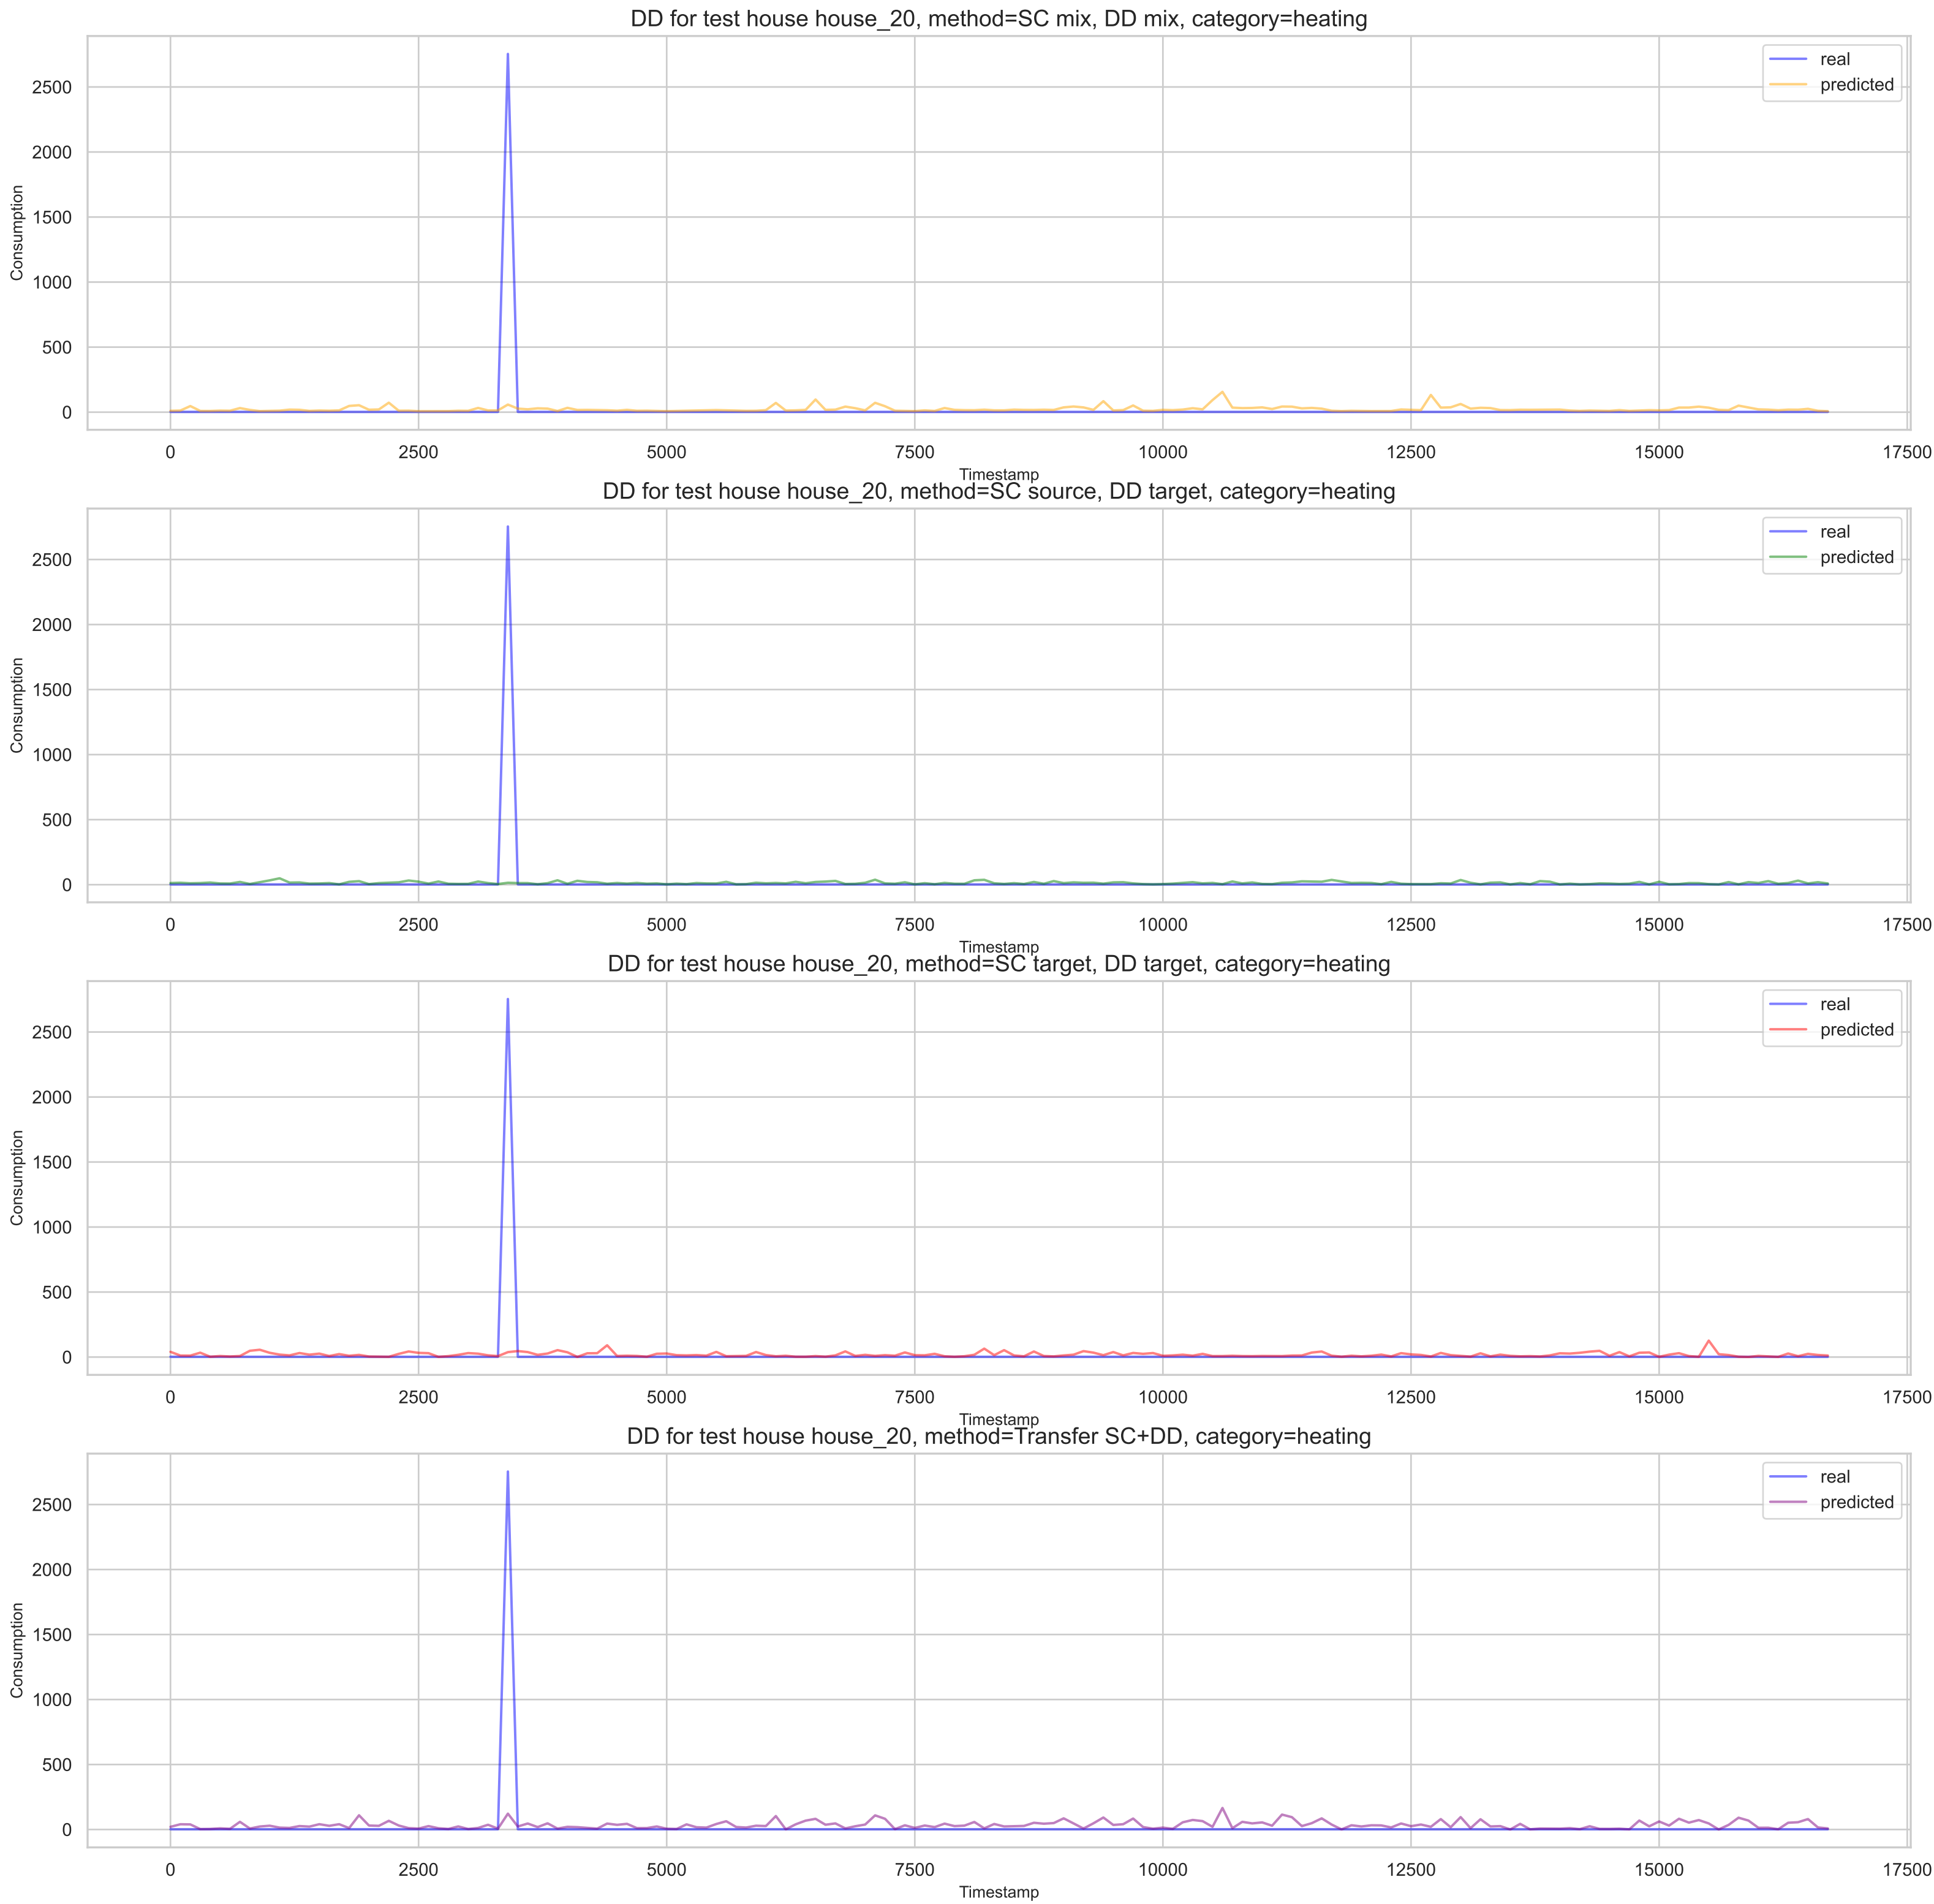 DD for test house house_20, method=SC mix, DD mix, category=heating
real
predicted
Consumption
2500
2000
1500
1000
500
0
0 2500 5000 7500 10000 12500 15000 17500
Timestamp
DD for test house house_20, method=SC source, DD target, category=heating
real
predicted
Consumption
2500
2000
1500
1000
500
0
0 2500 5000 7500 10000 12500 15000 17500
Timestamp
DD for test house house_20, method=SC target, DD target, category=heating
real
predicted
Consumption
2500
2000
1500
1000
500
0
0 2500 5000 7500 10000 12500 15000 17500
Timestamp
DD for test house house_20, method=Transfer SC+DD, category=heating
real
predicted
Consumption
2500
2000
1500
1000
500
0
0 2500 5000 7500 10000 12500 15000 17500
Timestamp